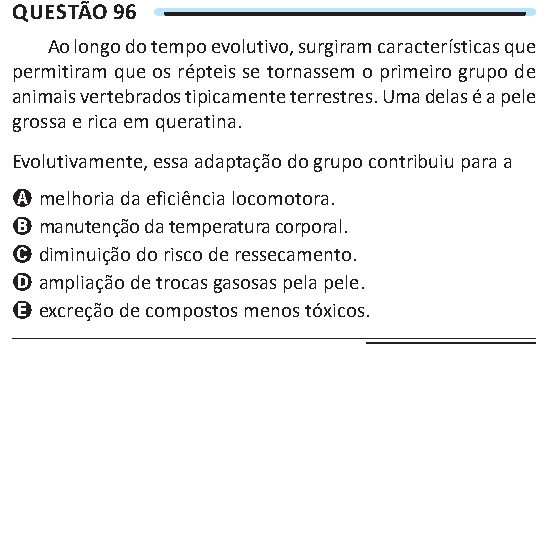 QUESTÃO 96
Ao longo do tempo evolutivo, surgiram características que
permitiram que os répteis se tornassem o primeiro grupo de
animais vertebrados tipicamente terrestres. Uma delas é a pele
grossa e rica em queratina.
Evolutivamente, essa adaptação do grupo contribuiu para a
A melhoria da eficiência locomotora.
B manutenção da temperatura corporal.
C diminuição do risco de ressecamento.
D ampliação de trocas gasosas pela pele.
E excreção de compostos menos tóxicos.